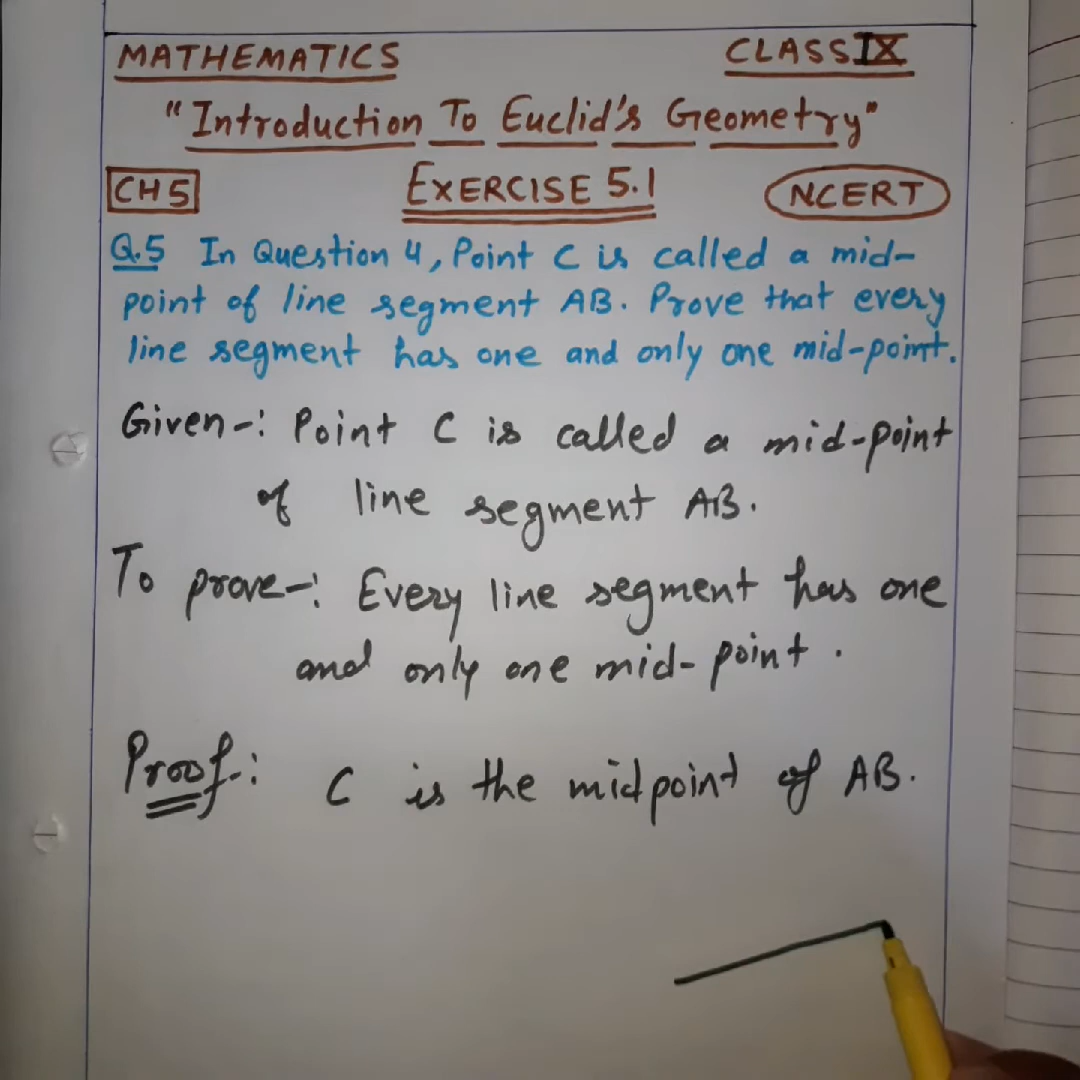 MATHEMATICS CLASS IX
"Introduction To Euclid's Geometry"
CH 5 EXERCISE 5.1 NCERT
Q.5 In Question 4, Point C is called a mid-
point of line segment AB. Prove that every
line segment has one and only one mid-point.
Given-: Point C is called a mid-point
of line segment AB.
To prove-: Every line segment has one
and only one mid-point.
Proof-: C is the midpoint of AB.